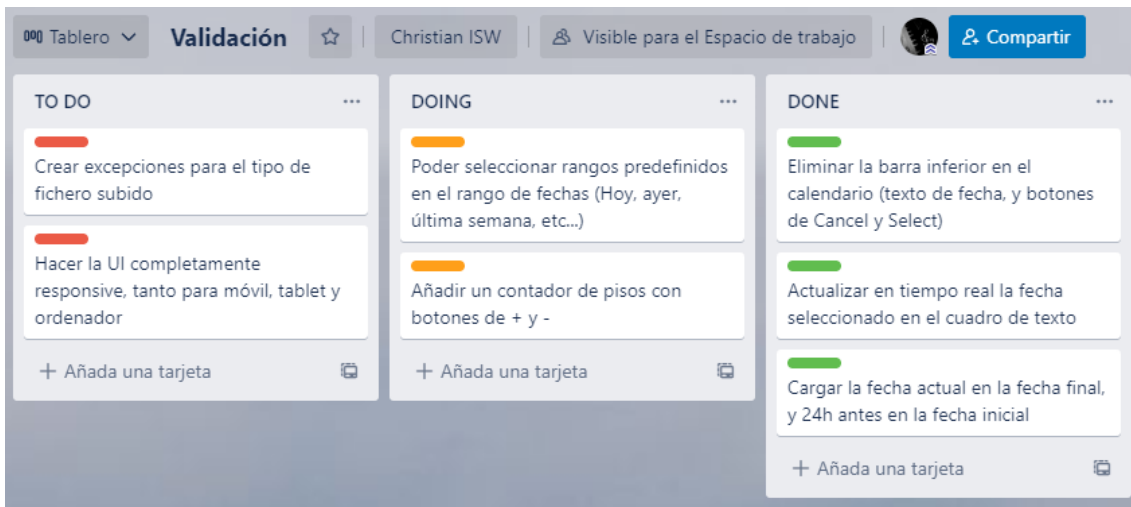 Tablero
Validación
Christian ISW
Visible para el Espacio de trabajo
Compartir
TO DO
Crear excepciones para el tipo de
fichero subido
Hacer la UI completamente
responsive, tanto para móvil, tablet y
ordenador
+ Añada una tarjeta
DOING
Poder seleccionar rangos predefinidos
en el rango de fechas (Hoy, ayer,
última semana, etc...)
Añadir un contador de pisos con
botones de + y -
+ Añada una tarjeta
DONE
Eliminar la barra inferior en el
calendario (texto de fecha, y botones
de Cancel y Select)
Actualizar en tiempo real la fecha
seleccionado en el cuadro de texto
Cargar la fecha actual en la fecha final,
y 24h antes en la fecha inicial
+ Añada una tarjeta